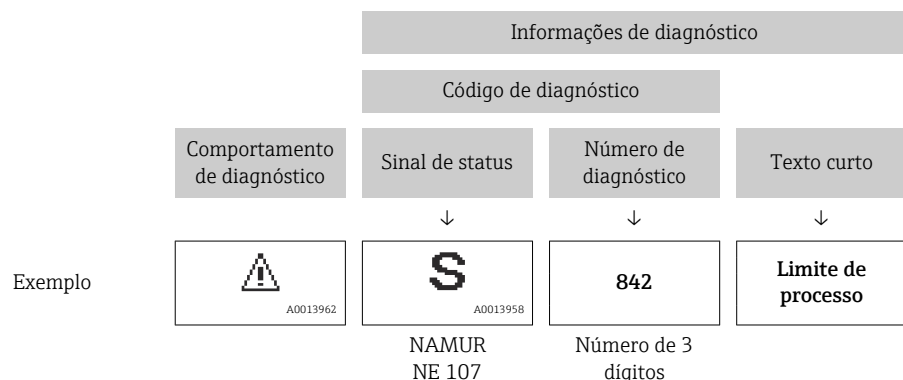 Informações de diagnóstico
Código de diagnóstico
Comportamento
de diagnóstico
Sinal de status
Número de
diagnóstico
Texto curto
↓ ↓ ↓
Exemplo
A0013962
S
A0013958
842
Limite de
processo
NAMUR
NE 107
Número de 3
dígitos